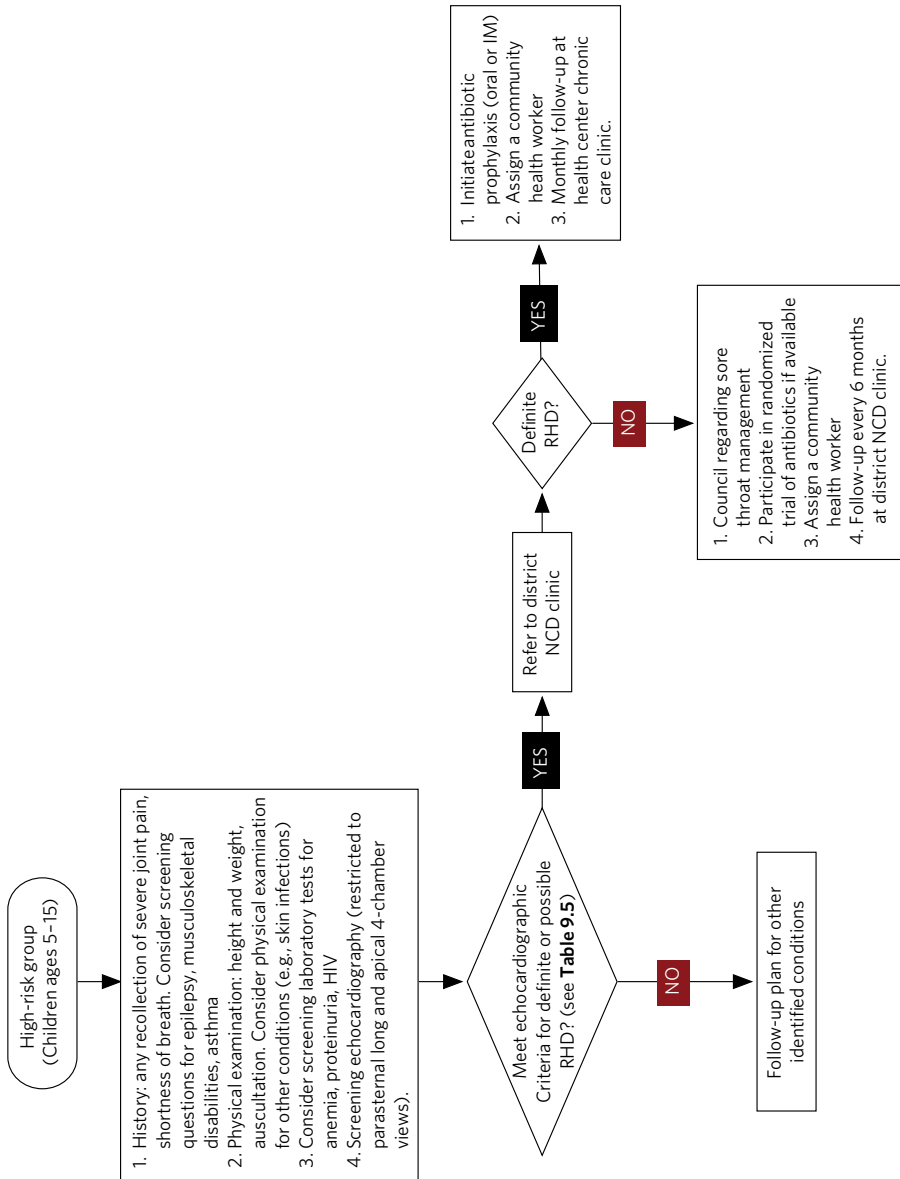 High-risk group
(Children ages 5–15)
1. History: any recollection of severe joint pain,
shortness of breath. Consider screening
questions for epilepsy, musculoskeletal
disabilities, asthma
2. Physical examination: height and weight,
auscultation. Consider physical examination
for other conditions (e.g., skin infections)
3. Consider screening laboratory tests for
anemia, proteinuria, HIV
4. Screening echocardiography (restricted to
parasternal long and apical 4-chamber
views).
Meet echocardiographic
Criteria for definite or possible
RHD? (see Table 9.5)
NO
Follow-up plan for other
identified conditions
YES
Refer to district
NCD clinic
Definite
RHD?
NO
1. Council regarding sore
throat management
2. Participate in randomized
trial of antibiotics if available
3. Assign a community
health worker
4. Follow-up every 6 months
at district NCD clinic.
YES
1. Initiateantibiotic
prophylaxis (oral or IM)
2. Assign a community
health worker
3. Monthly follow-up at
health center chronic
care clinic.